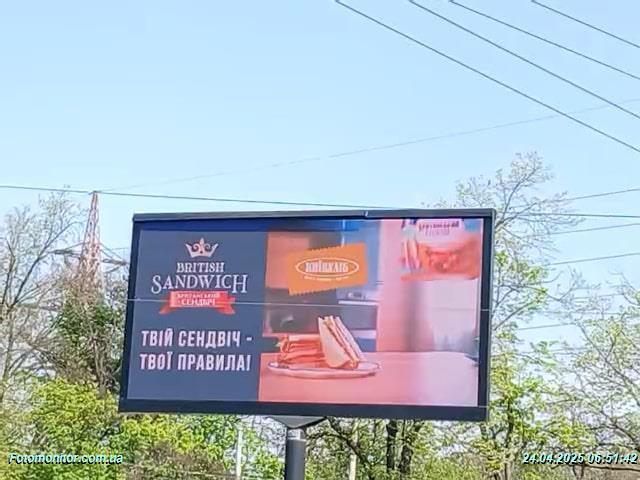 BRITISH
SANDWICH
БРИТАНСЬКИЙ
СЕНДВІЧ
ТВІЙ СЕНДВІЧ -
ТВОЇ ПРАВИЛА!
КИЇВХЛІБ
Fotomonitor.com.ua
24.04.2025 06:51:42